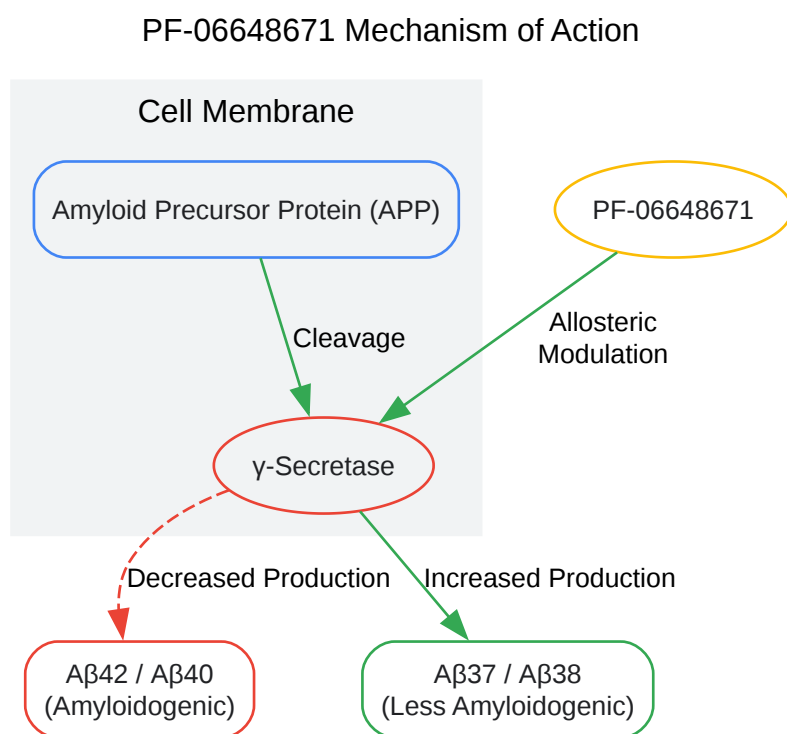 PF-06648671 Mechanism of Action
Cell Membrane
Amyloid Precursor Protein (APP)
PF-06648671
Cleavage
Allosteric
Modulation
γ-Secretase
Decreased Production
Increased Production
Aβ42 / Aβ40
(Amyloidogenic)
Aβ37 / Aβ38
(Less Amyloidogenic)